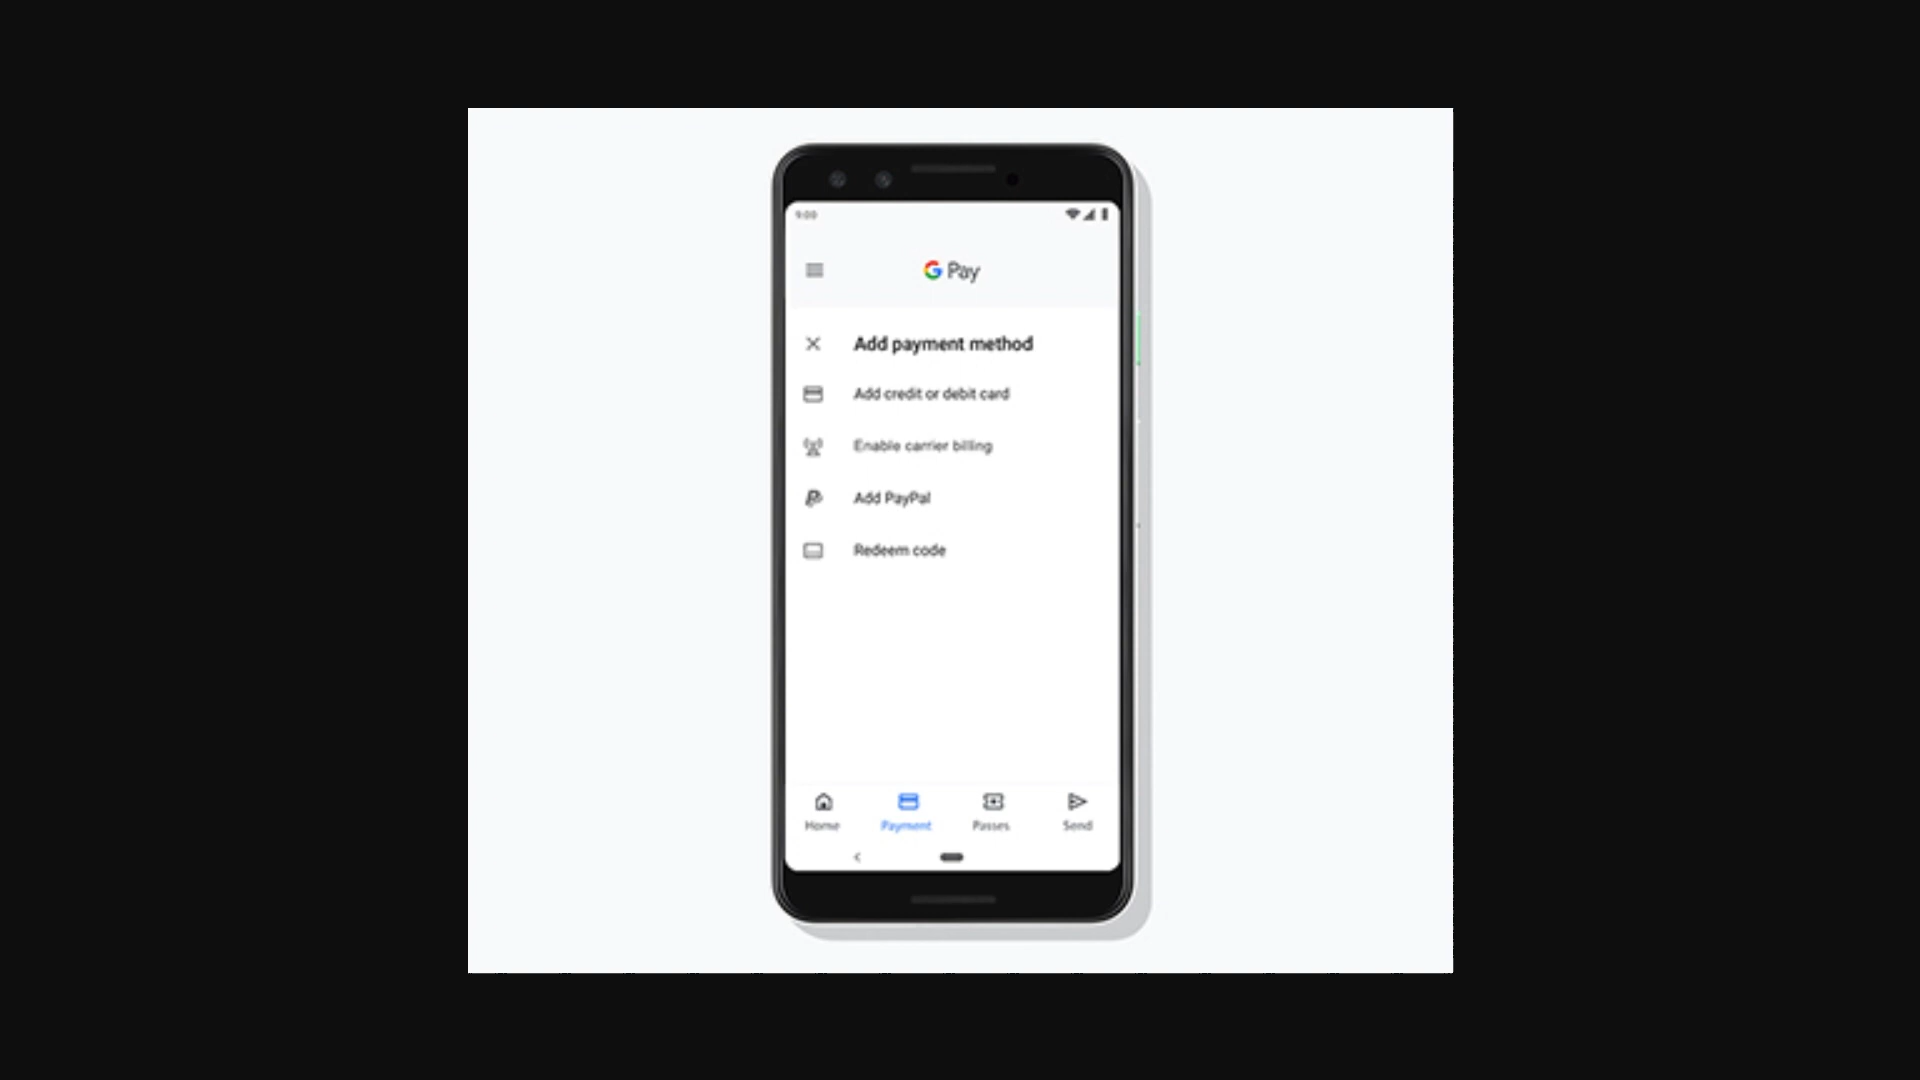 9:00
G Pay
Add payment method
Add credit or debit card
Enable carrier billing
Add PayPal
Redeem code
Home Payment Passes Send